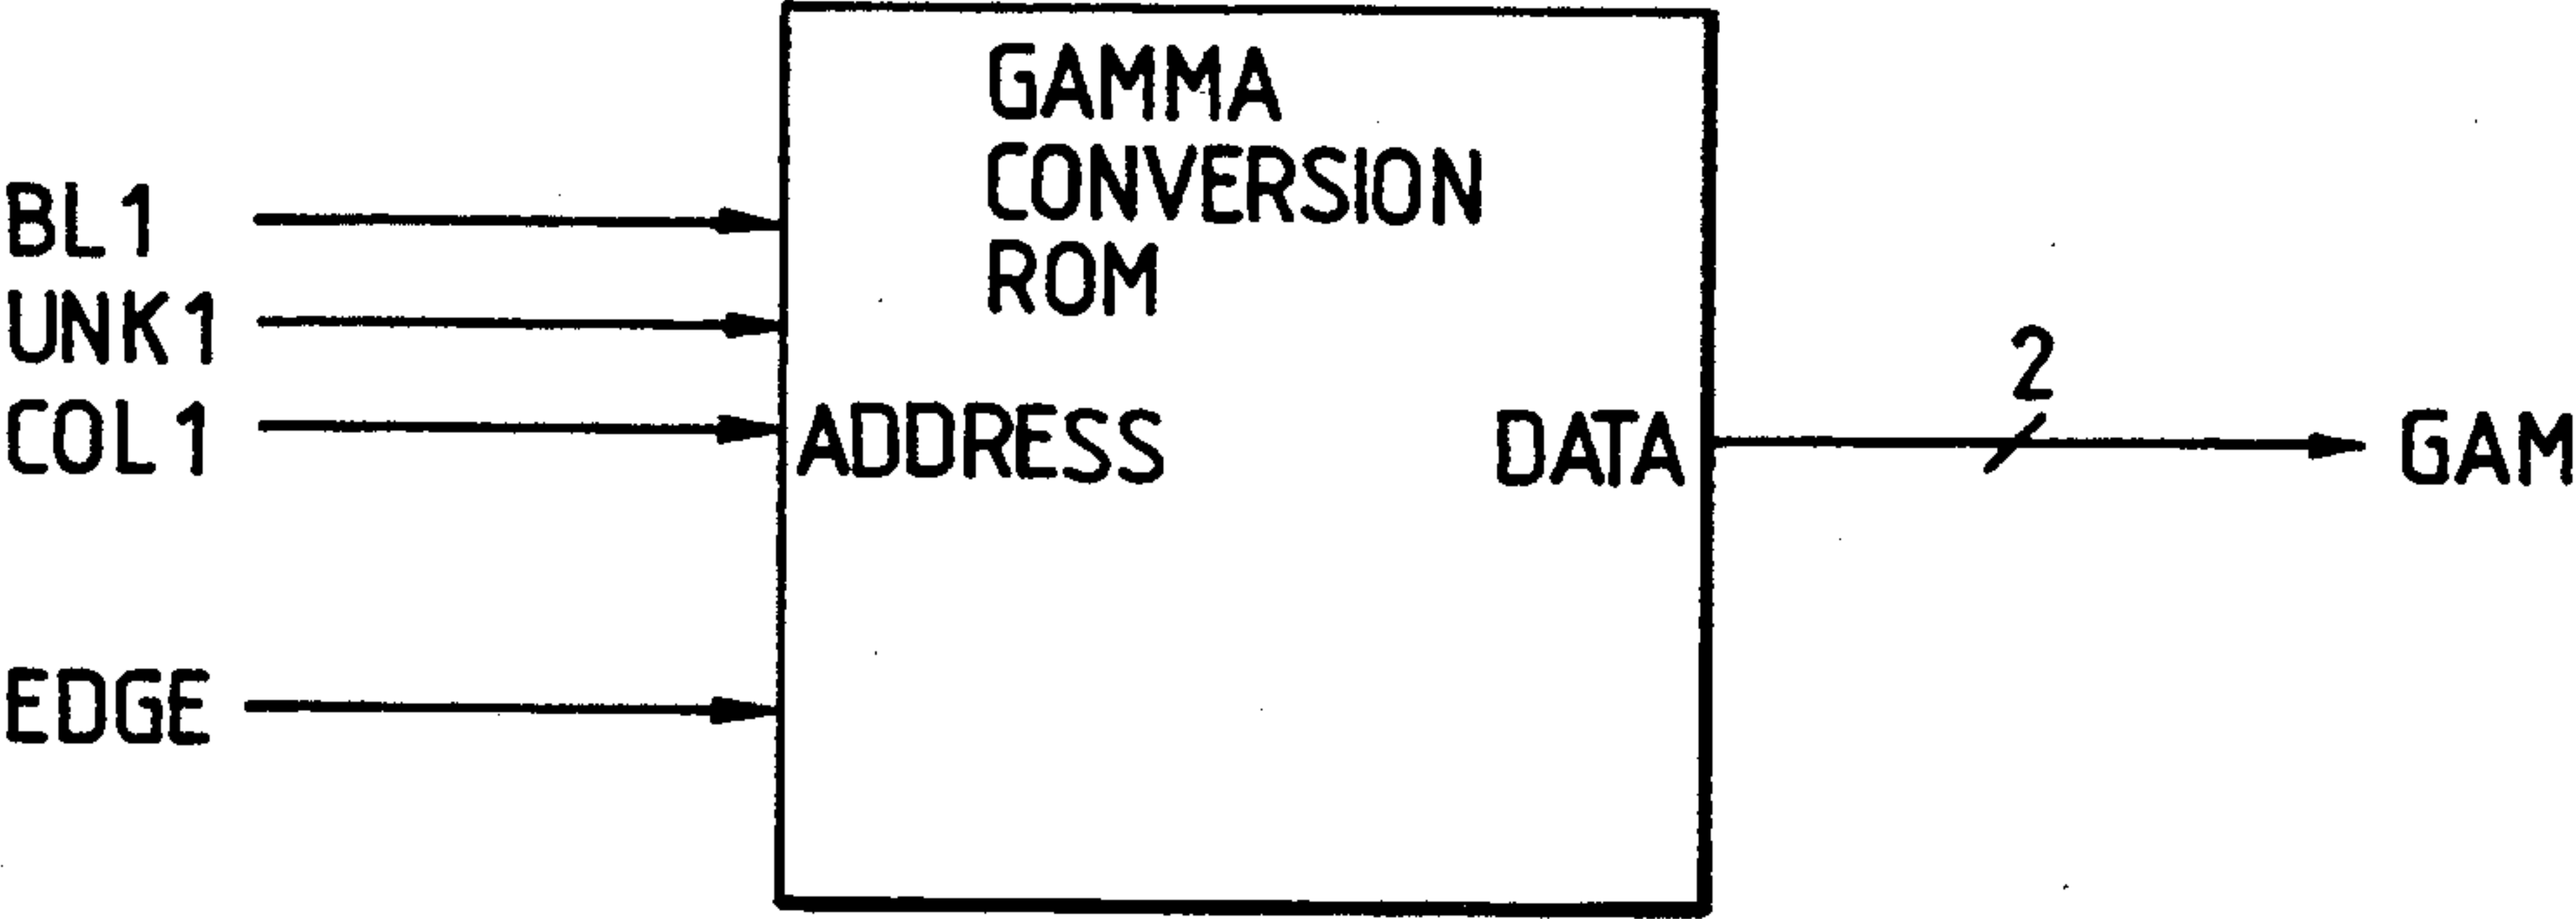 GAMMA
CONVERSION
ROM
BL1
UNK1
COL1
ADDRESS
DATA
2
GAM
EDGE